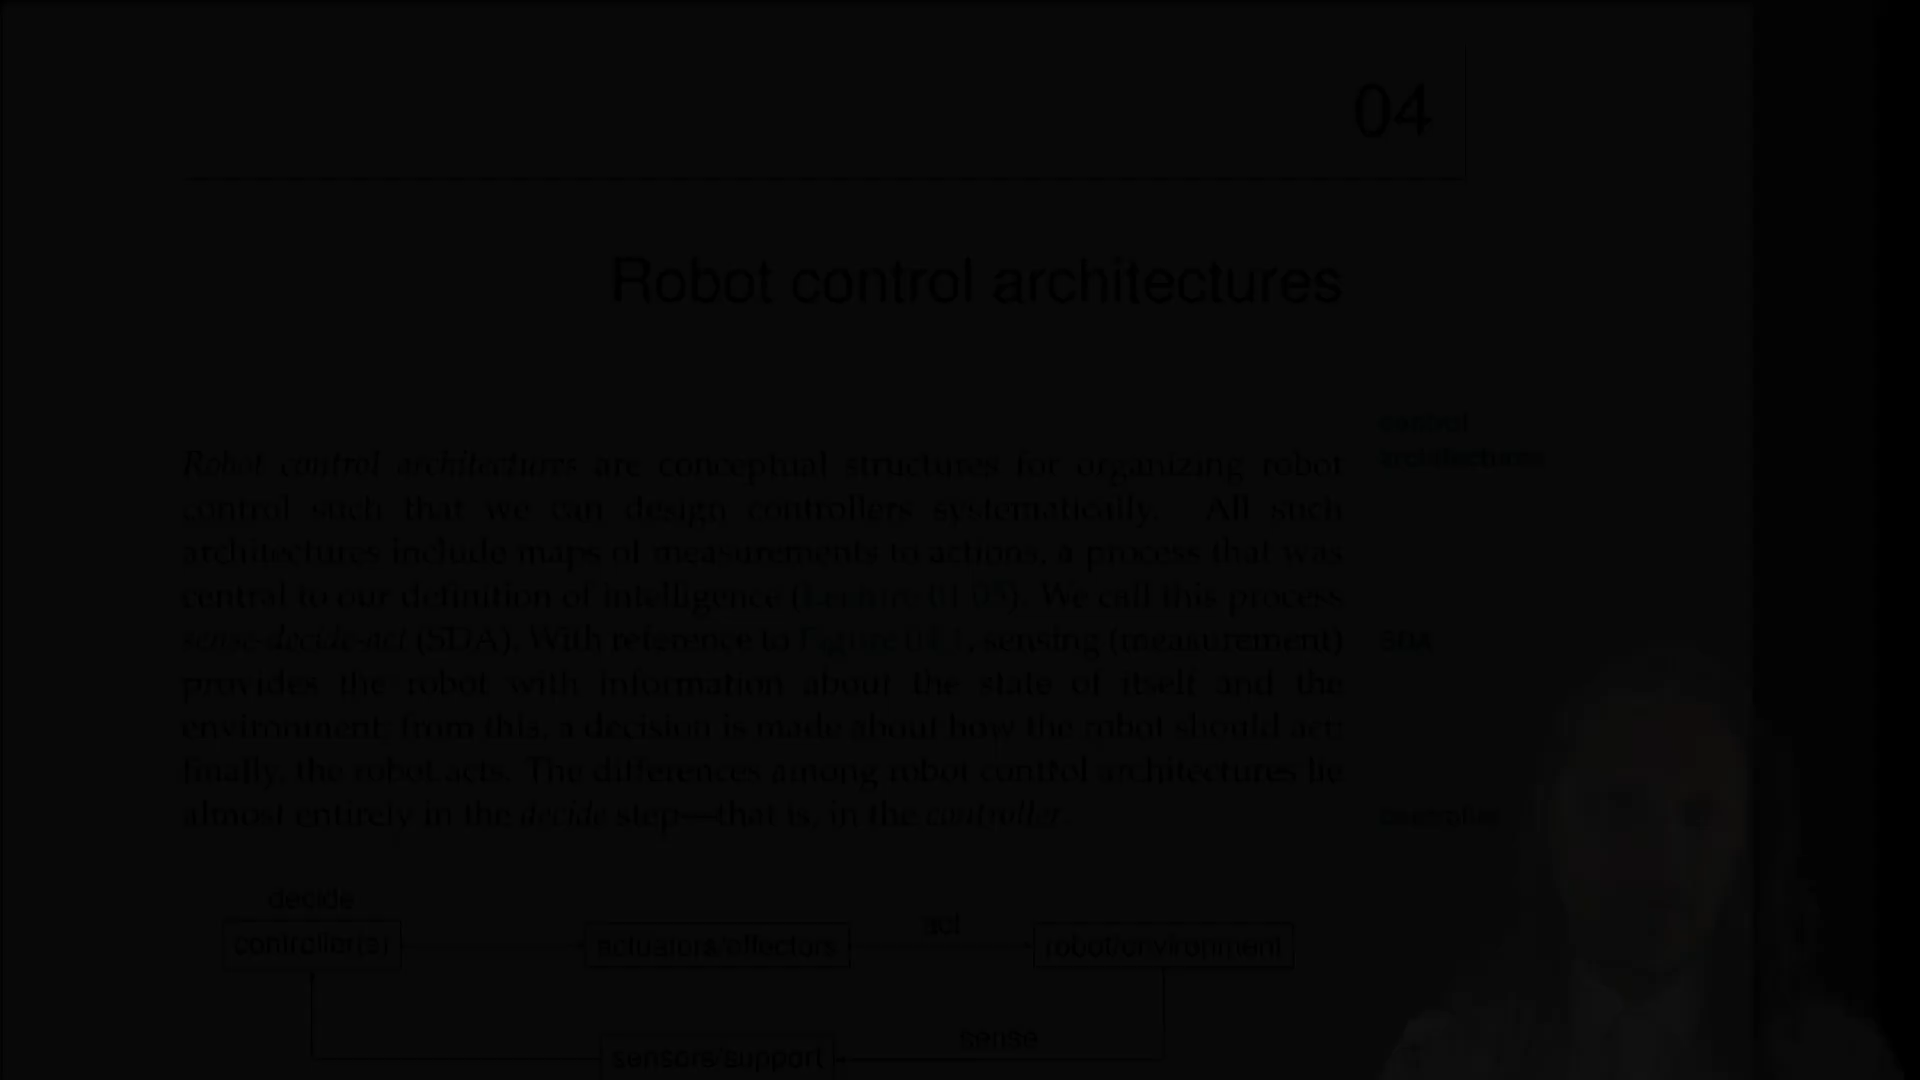 04
Robot control architectures
control
architectures
Robot control architectures are conceptual structures for organizing robot
control such that we can design controllers systematically. All such
architectures include maps of measurements to actions, a process that was
central to our definition of intelligence (Lecture 01.03). We call this process
sense-decide-act (SDA). With reference to Figure 04.1, sensing (measurement)
SDA
provides the robot with information about the state of itself and the
environment; from this, a decision is made about how the robot should act;
finally, the robot acts. The differences among robot control architectures lie
almost entirely in the decide step—that is, in the controller.
controller
decide
controller(s)
actuators/effectors
act
robot/environment
sense
sensors/support